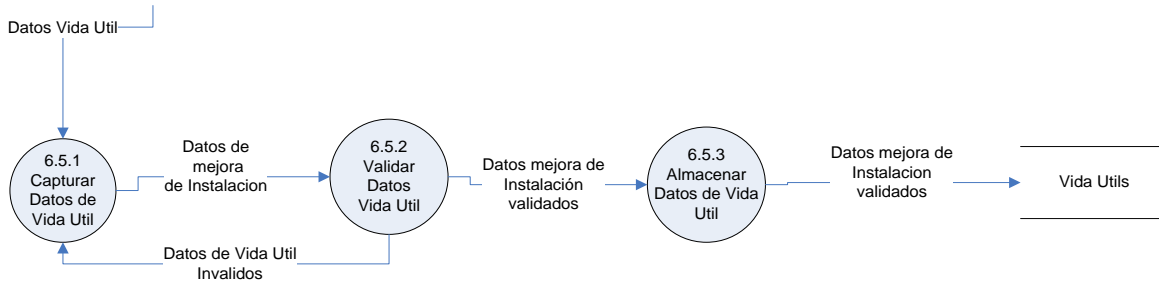 Datos Vida Util
6.5.1
Capturar
Datos de
Vida Util
Datos de
mejora
de Instalacion
6.5.2
Validar
Datos
Vida Util
Datos mejora de
Instalación
validados
6.5.3
Almacenar
Datos de Vida
Util
Datos mejora de
Instalacion
validados
Vida Utils
Datos de Vida Util
Invalidos